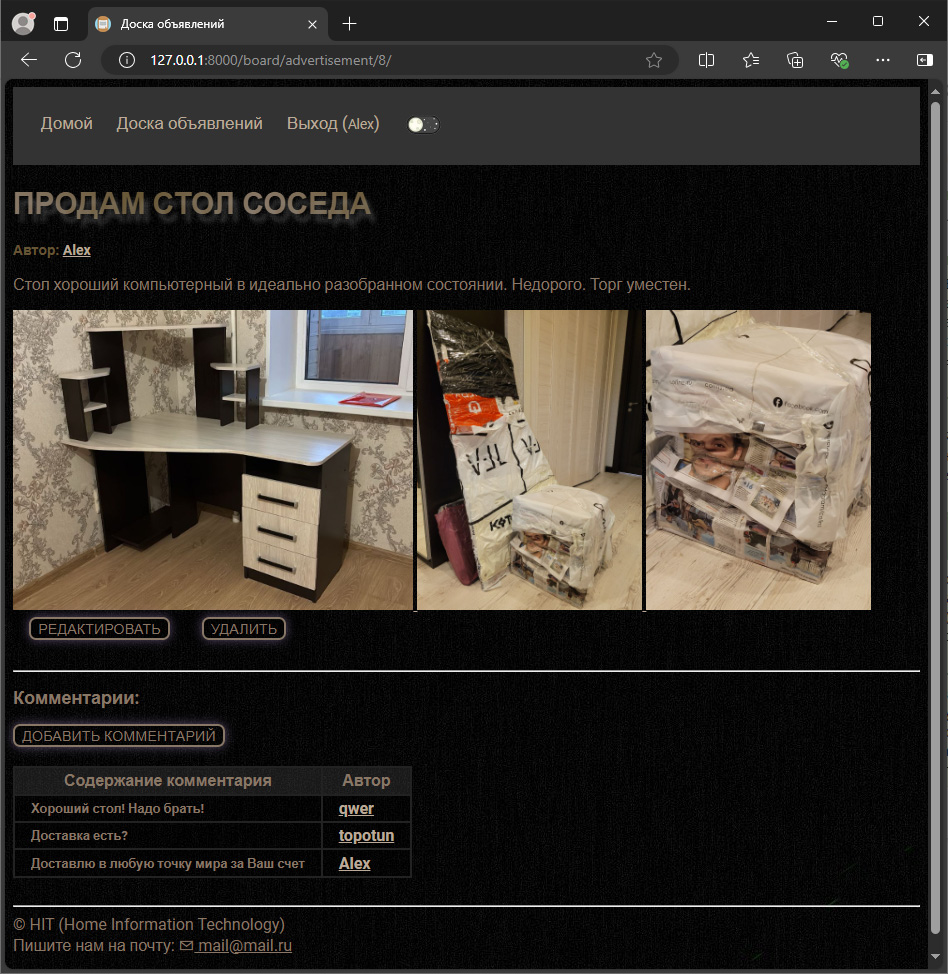 Доска объявлений
127.0.0.1:8000/board/advertisement/8/
Домой Доска объявлений Выход (Alex)
ПРОДАМ СТОЛ СОСЕДА
Автор: Alex
Стол хороший компьютерный в идеально разобранном состоянии. Недорого. Торг уместен.
TFA
КОТ
РЕДАКТИРОВАТЬ УДАЛИТЬ
Комментарии:
ДОБАВИТЬ КОММЕНТАРИЙ
Содержание комментария Автор
Хороший стол! Надо брать! qwer
Доставка есть? topotun
Доставлю в любую точку мира за Ваш счет Alex
© HIT (Home Information Technology)
Пишите нам на почту: mail@mail.ru